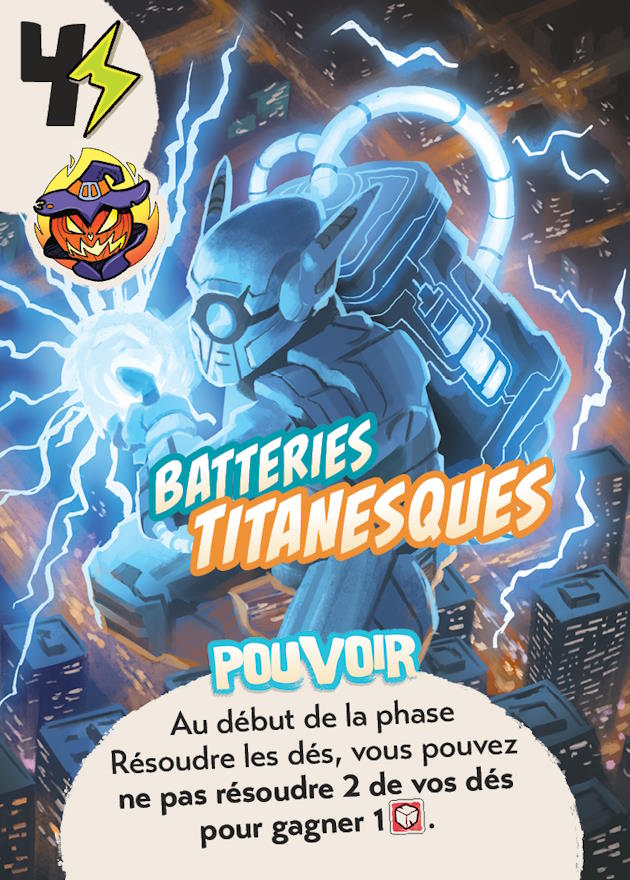 4
BATTERIES
TITANESQUES
POUVOIR
Au début de la phase
Résoudre les dés, vous pouvez
ne pas résoudre 2 de vos dés
pour gagner 1 .